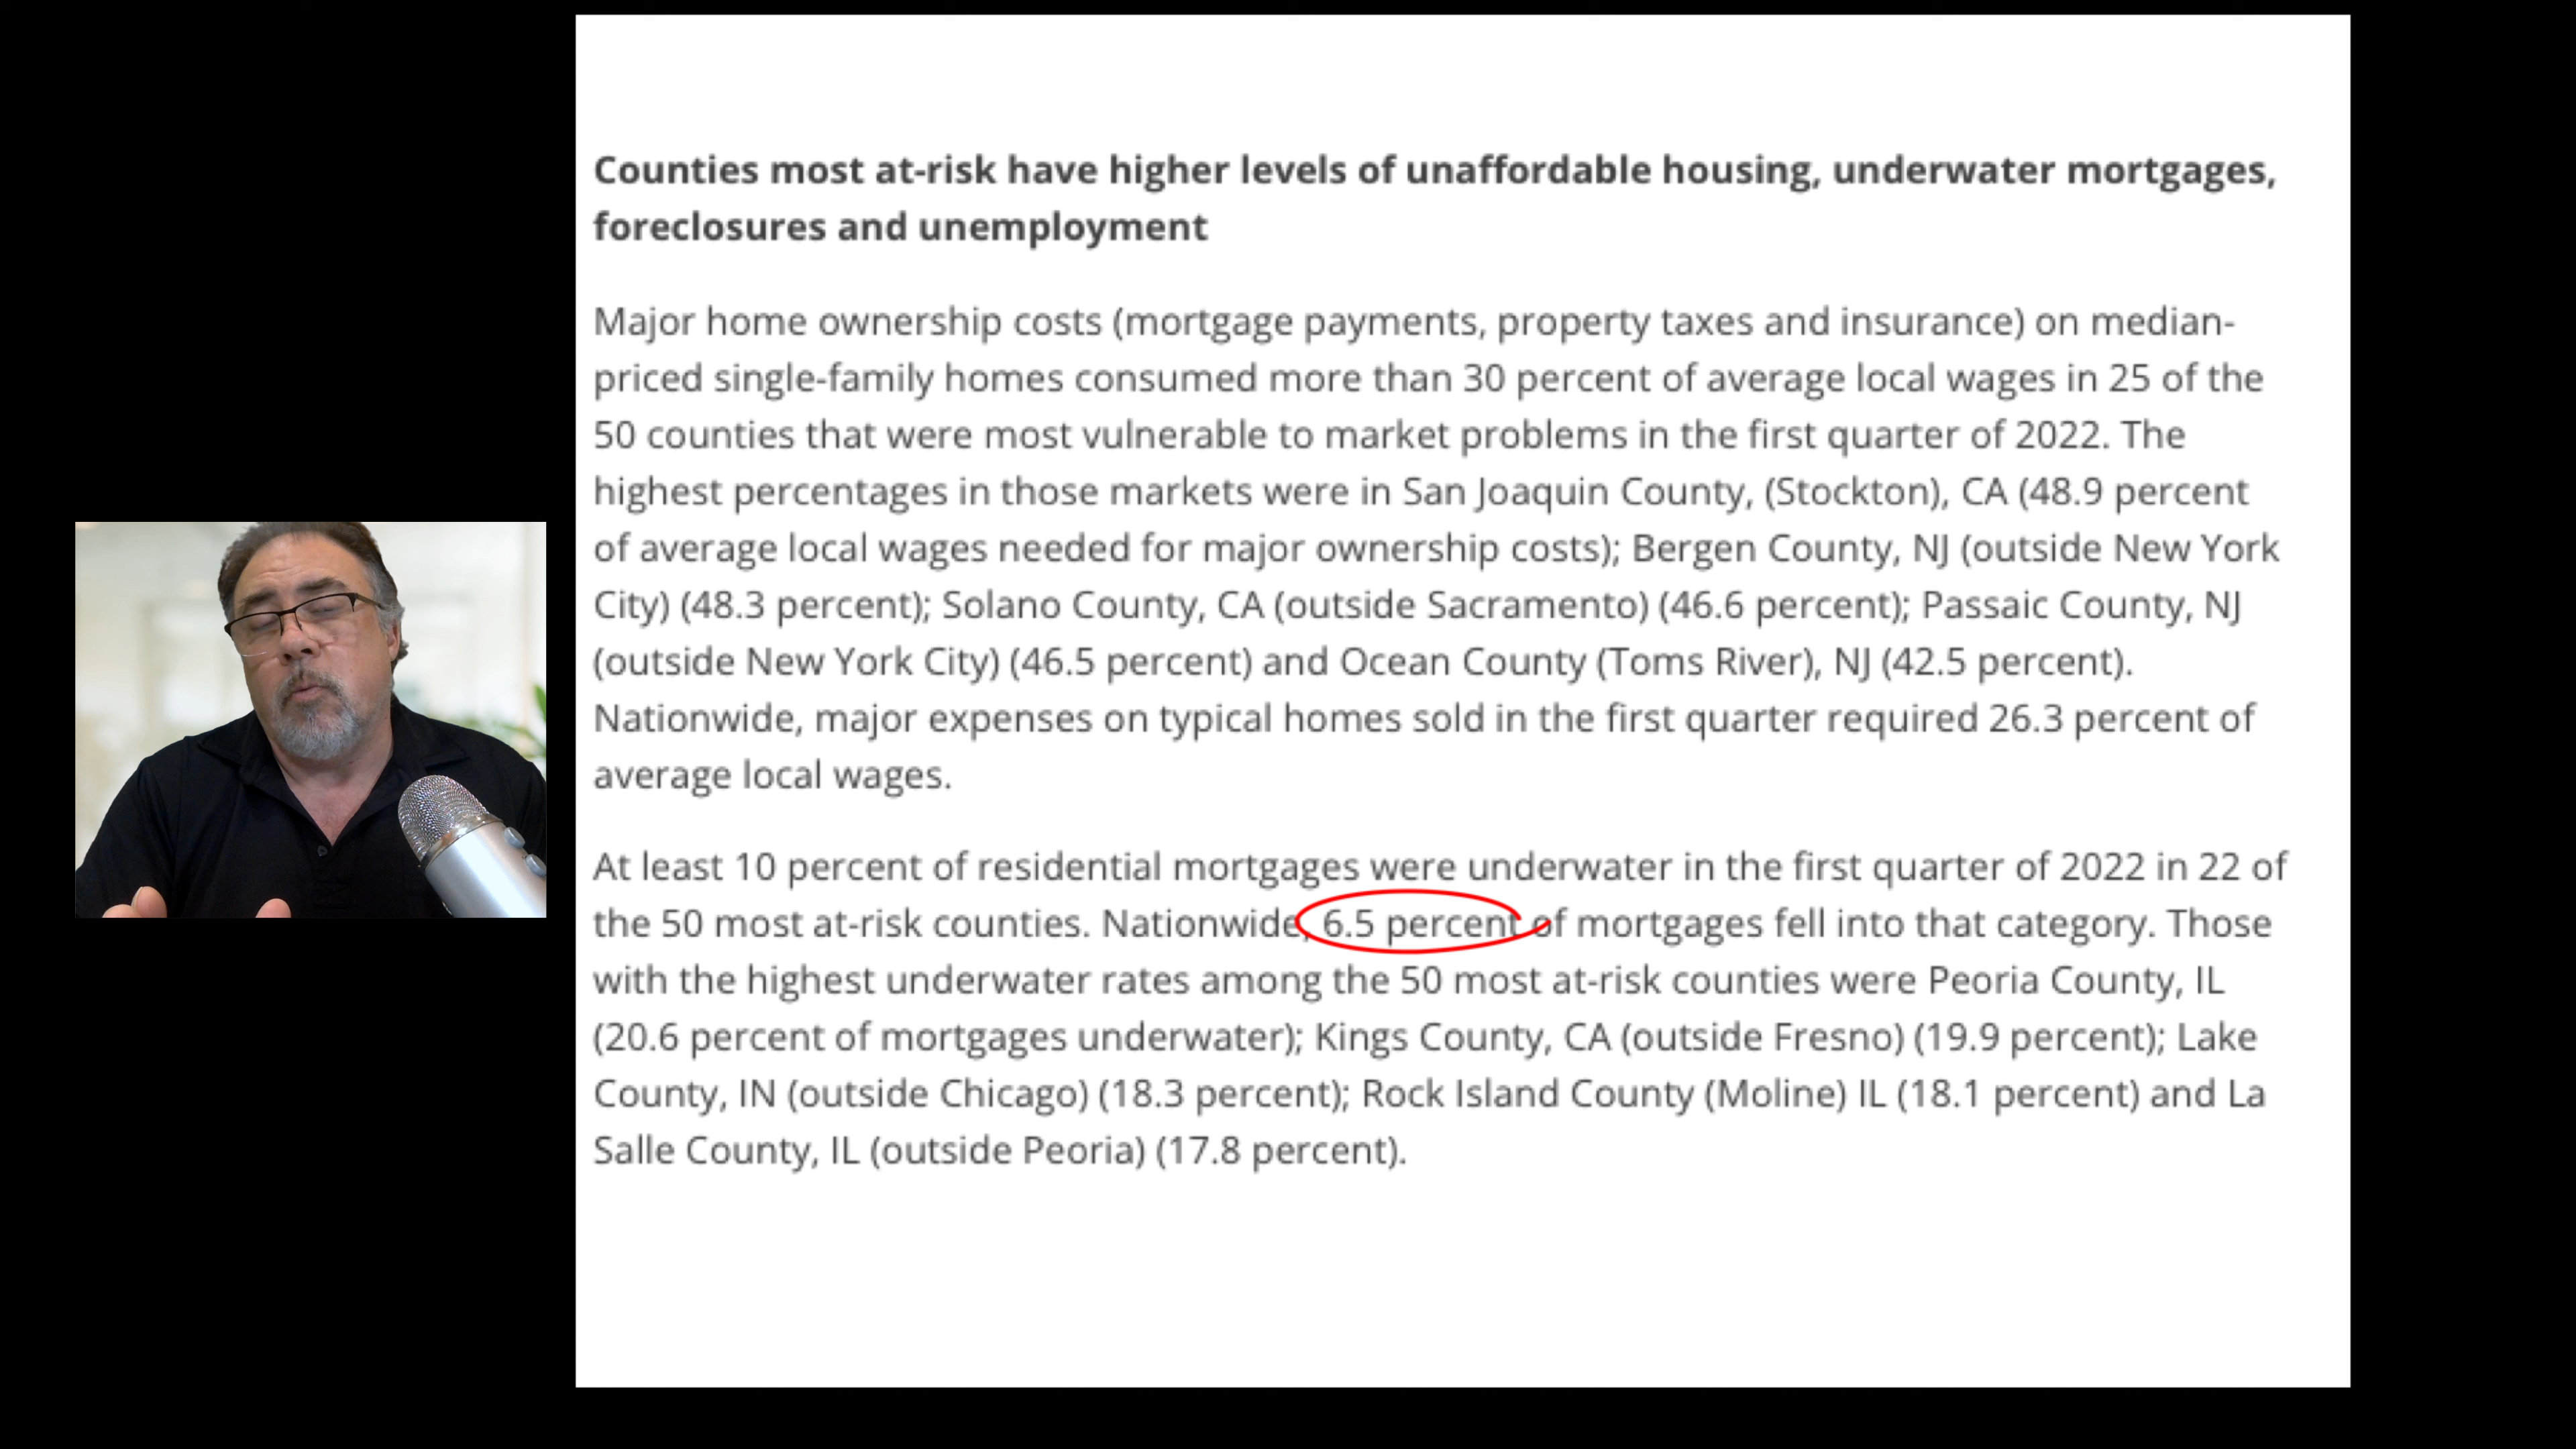 Counties most at-risk have higher levels of unaffordable housing, underwater mortgages,
foreclosures and unemployment
Major home ownership costs (mortgage payments, property taxes and insurance) on median-
priced single-family homes consumed more than 30 percent of average local wages in 25 of the
50 counties that were most vulnerable to market problems in the first quarter of 2022. The
highest percentages in those markets were in San Joaquin County, (Stockton), CA (48.9 percent
of average local wages needed for major ownership costs); Bergen County, NJ (outside New York
City) (48.3 percent); Solano County, CA (outside Sacramento) (46.6 percent); Passaic County, NJ
(outside New York City) (46.5 percent) and Ocean County (Toms River), NJ (42.5 percent).
Nationwide, major expenses on typical homes sold in the first quarter required 26.3 percent of
average local wages.
At least 10 percent of residential mortgages were underwater in the first quarter of 2022 in 22 of
the 50 most at-risk counties. Nationwide, 6.5 percent of mortgages fell into that category. Those
with the highest underwater rates among the 50 most at-risk counties were Peoria County, IL
(20.6 percent of mortgages underwater); Kings County, CA (outside Fresno) (19.9 percent); Lake
County, IN (outside Chicago) (18.3 percent); Rock Island County (Moline) IL (18.1 percent) and La
Salle County, IL (outside Peoria) (17.8 percent).